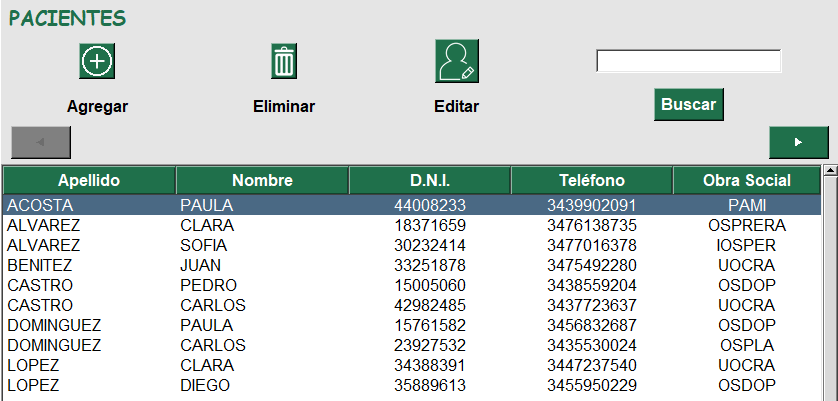 PACIENTES
Agregar Eliminar Editar Buscar
Apellido Nombre D.N.I. Teléfono Obra Social
ACOSTA PAULA 44008233 3439902091 PAMI
ALVAREZ CLARA 18371659 3476138735 OSPRERA
ALVAREZ SOFIA 30232414 3477016378 IOSPER
BENITEZ JUAN 33251878 3475492280 UOCRA
CASTRO PEDRO 15005060 3438559204 OSDOP
CASTRO CARLOS 42982485 3437723637 UOCRA
DOMINGUEZ PAULA 15761582 3456832687 OSDOP
DOMINGUEZ CARLOS 23927532 3435530024 OSPLA
LOPEZ CLARA 34388391 3447237540 UOCRA
LOPEZ DIEGO 35889613 3455950229 OSDOP